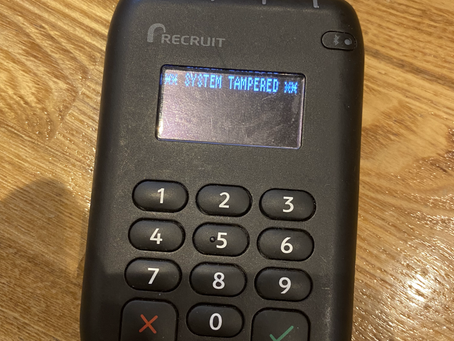 RECRUIT
** SYSTEM TAMPERED **
1 2 3
4 5 6
7 8 9
0